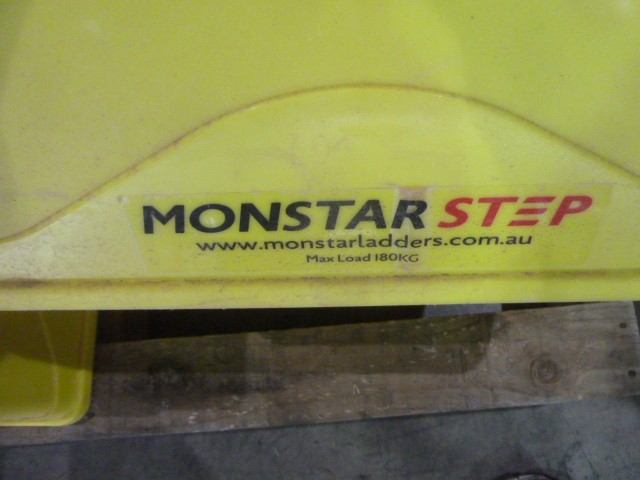 MONSTAR STEP
www.monstarladders.com.au
Max Load 180KG